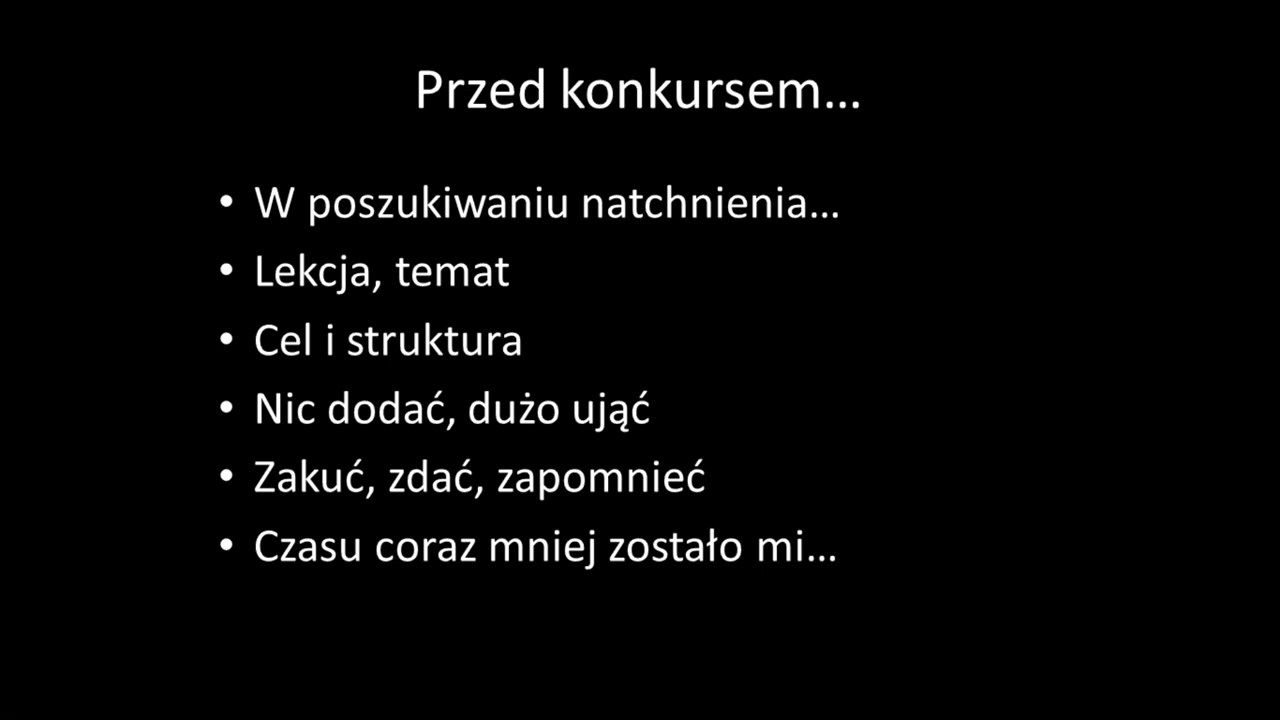 Przed konkursem…
• W poszukiwaniu natchnienia…
• Lekcja, temat
• Cel i struktura
• Nic dodać, dużo ująć
• Zakuć, zdać, zapomnieć
• Czasu coraz mniej zostało mi…